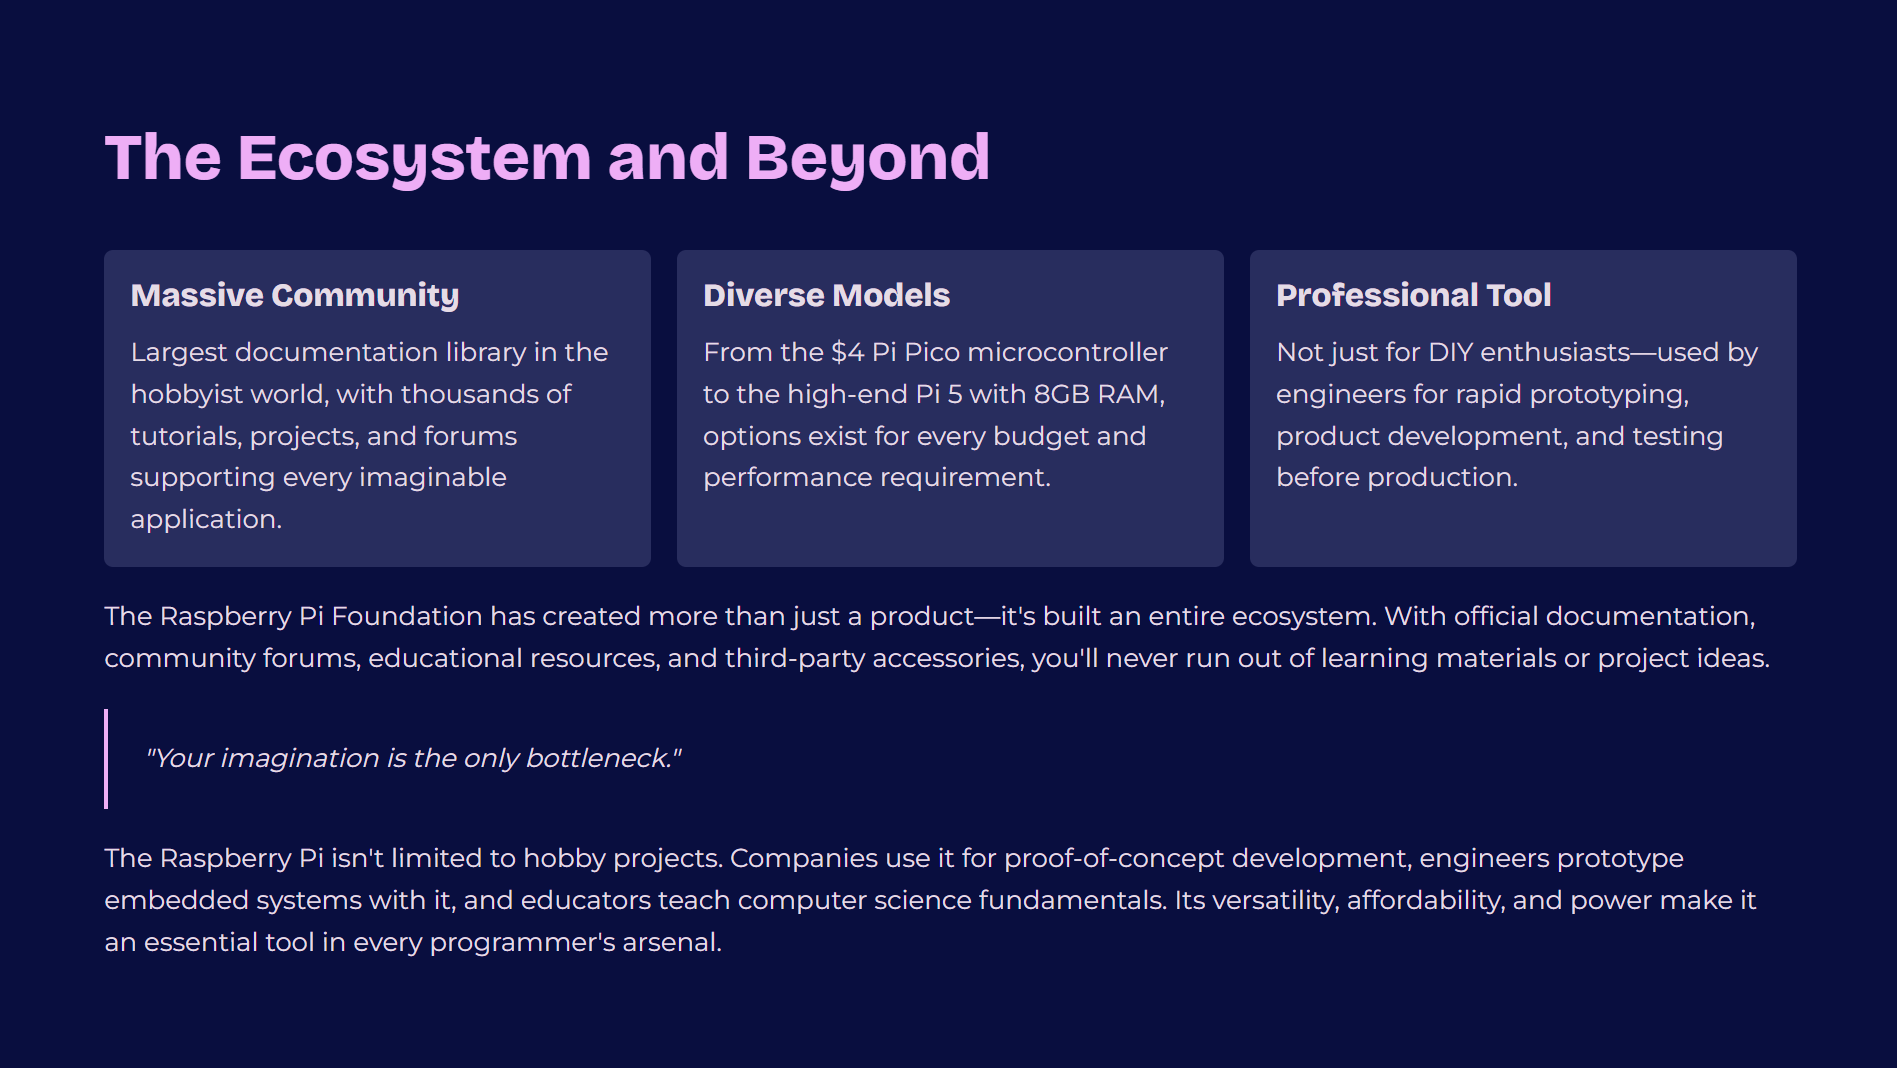 The Ecosystem and Beyond
Massive Community
Largest documentation library in the
hobbyist world, with thousands of
tutorials, projects, and forums
supporting every imaginable
application.
Diverse Models
From the $4 Pi Pico microcontroller
to the high-end Pi 5 with 8GB RAM,
options exist for every budget and
performance requirement.
Professional Tool
Not just for DIY enthusiasts—used by
engineers for rapid prototyping,
product development, and testing
before production.
The Raspberry Pi Foundation has created more than just a product—it's built an entire ecosystem. With official documentation,
community forums, educational resources, and third-party accessories, you'll never run out of learning materials or project ideas.
"Your imagination is the only bottleneck."
The Raspberry Pi isn't limited to hobby projects. Companies use it for proof-of-concept development, engineers prototype
embedded systems with it, and educators teach computer science fundamentals. Its versatility, affordability, and power make it
an essential tool in every programmer's arsenal.